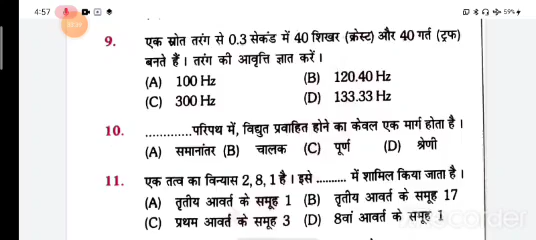 4:57
59%
9. एक स्रोत तरंग से 0.3 सेकंड में 40 शिखर (क्रेस्ट) और 40 गर्त (ट्रफ)
बनते हैं। तरंग की आवृत्ति ज्ञात करें।
(A) 100 Hz (B) 120.40 Hz
(C) 300 Hz (D) 133.33 Hz
10. .............परिपथ में, विद्युत प्रवाहित होने का केवल एक मार्ग होता है।
(A) समानांतर (B) चालक (C) पूर्ण (D) श्रेणी
11. एक तत्व का विन्यास 2, 8, 1 है। इसे .......... में शामिल किया जाता है।
(A) तृतीय आवर्त के समूह 1 (B) तृतीय आवर्त के समूह 17
(C) प्रथम आवर्त के समूह 3 (D) 8वां आवर्त के समूह 1